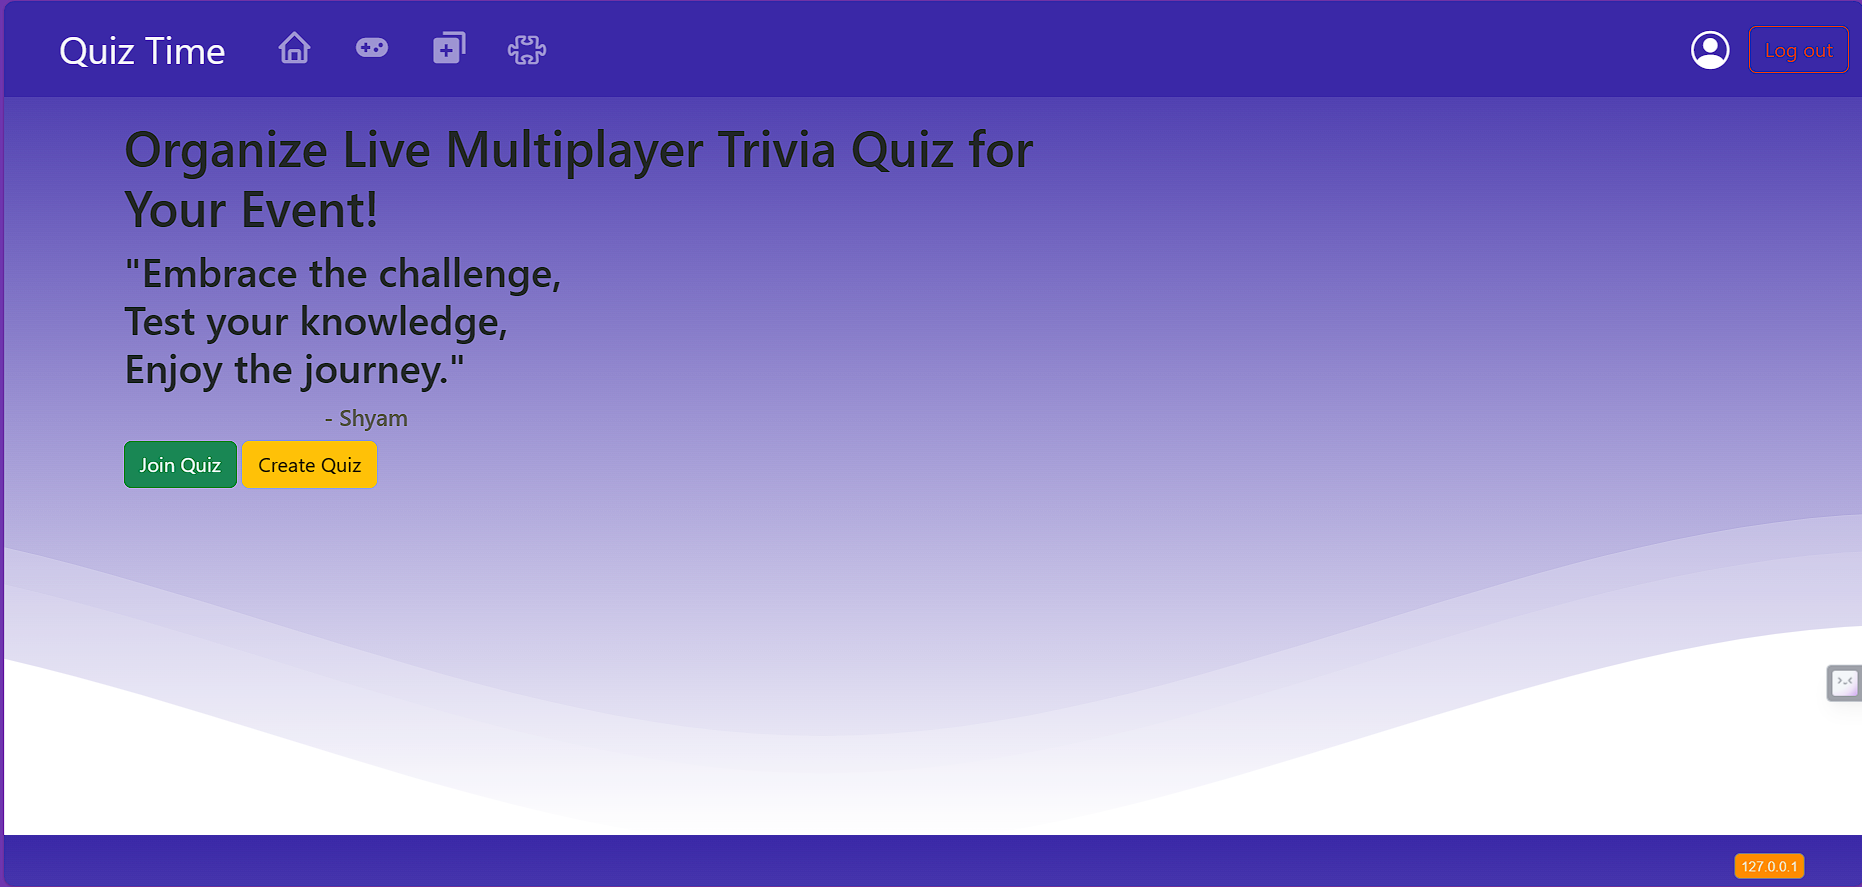 Quiz Time
Log out
Organize Live Multiplayer Trivia Quiz for
Your Event!
"Embrace the challenge,
Test your knowledge,
Enjoy the journey."
- Shyam
Join Quiz
Create Quiz
127.0.0.1